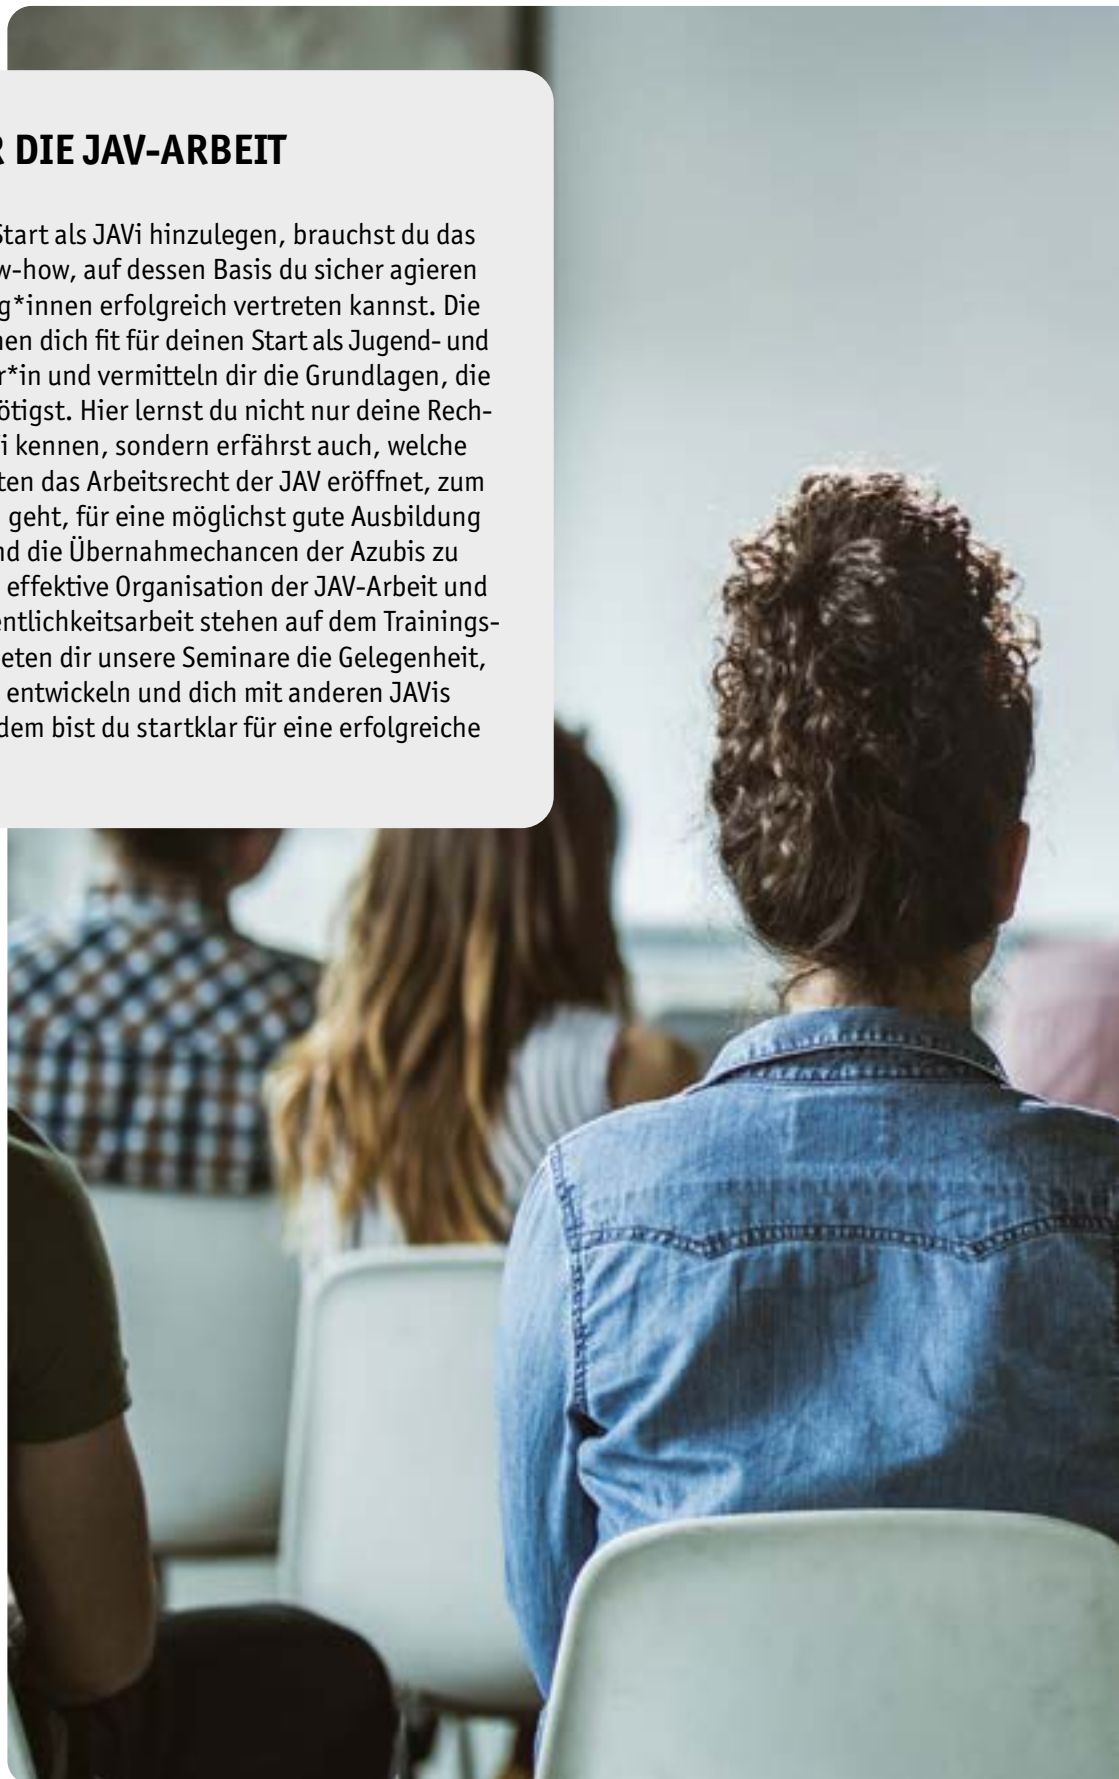 DIE JAV-ARBEIT
Start als JAVi hinzulegen, brauchst du das
w-how, auf dessen Basis du sicher agieren
g*innen erfolgreich vertreten kannst. Die
nen dich fit für deinen Start als Jugend- und
r*in und vermitteln dir die Grundlagen, die
ötigst. Hier lernst du nicht nur deine Rech-
i kennen, sondern erfährst auch, welche
ten das Arbeitsrecht der JAV eröffnet, zum
geht, für eine möglichst gute Ausbildung
nd die Übernahmechancen der Azubis zu
effektive Organisation der JAV-Arbeit und
entlichkeitsarbeit stehen auf dem Trainings-
eten dir unsere Seminare die Gelegenheit,
entwickeln und dich mit anderen JAVis
dem bist du startklar für eine erfolgreiche